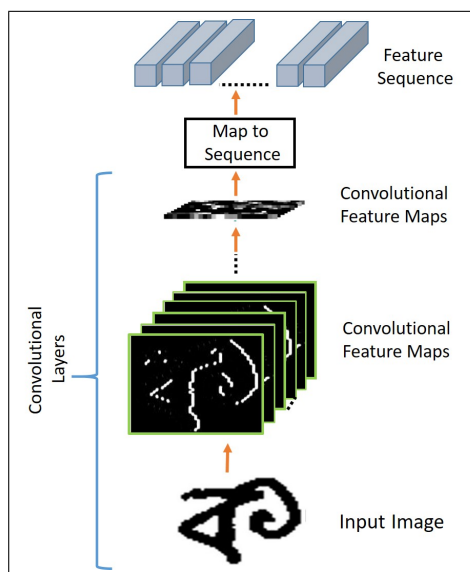 Feature
Sequence
Map to
Sequence
Convolutional
Feature Maps
Convolutional
Feature Maps
Convolutional
Layers
Input Image